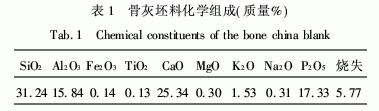 表 1　骨灰坯料化学组成(质量%)
Tab.1　Chemical constituents of the bone china blank
SiO₂ Al₂O₃ Fe₂O₃ TiO₂ CaO MgO K₂O Na₂O P₂O₅ 烧失
31.24 15.84 0.14 0.13 25.34 0.30 1.53 0.31 17.33 5.77